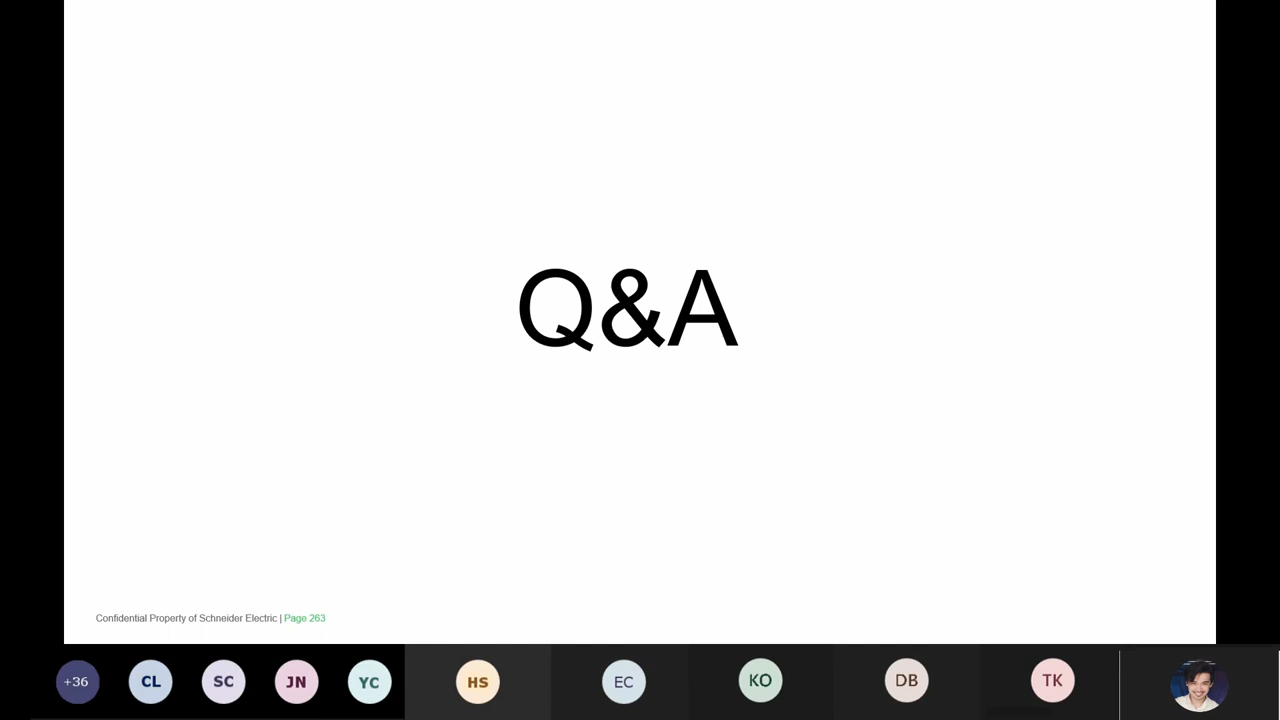 Q&A
Confidential Property of Schneider Electric | Page 263
+36 CL SC JN YC HS EC KO DB TK